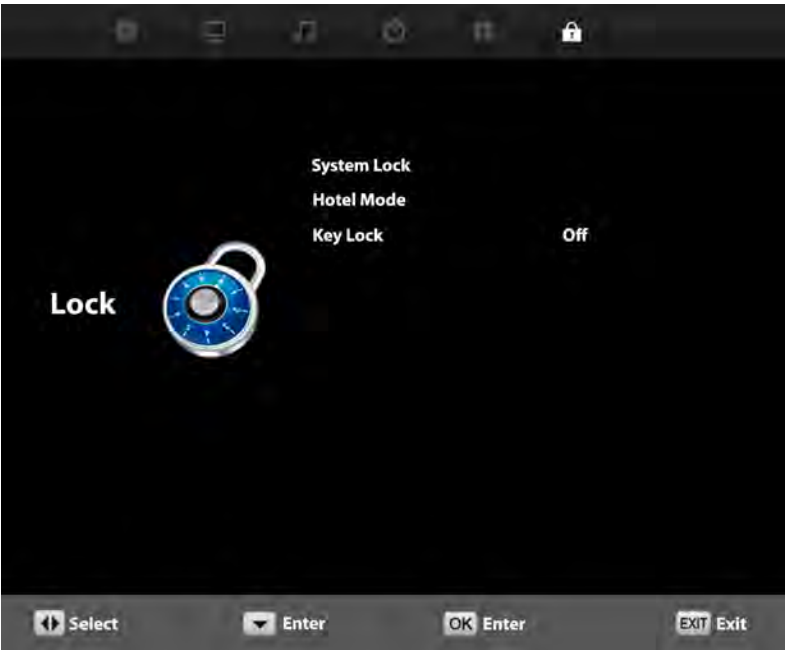 System Lock
Hotel Mode
Key Lock Off
Lock
Select Enter OK Enter EXIT Exit